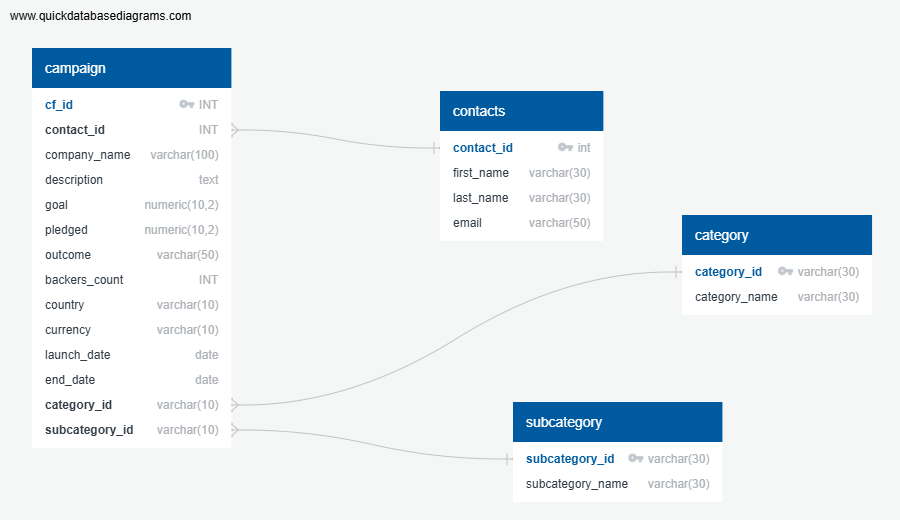 www.quickdatabasediagrams.com
campaign
cf_id INT
contact_id INT
company_name varchar(100)
description text
goal numeric(10,2)
pledged numeric(10,2)
outcome varchar(50)
backers_count INT
country varchar(10)
currency varchar(10)
launch_date date
end_date date
category_id varchar(10)
subcategory_id varchar(10)
contacts
contact_id int
first_name varchar(30)
last_name varchar(30)
email varchar(50)
category
category_id varchar(30)
category_name varchar(30)
subcategory
subcategory_id varchar(30)
subcategory_name varchar(30)